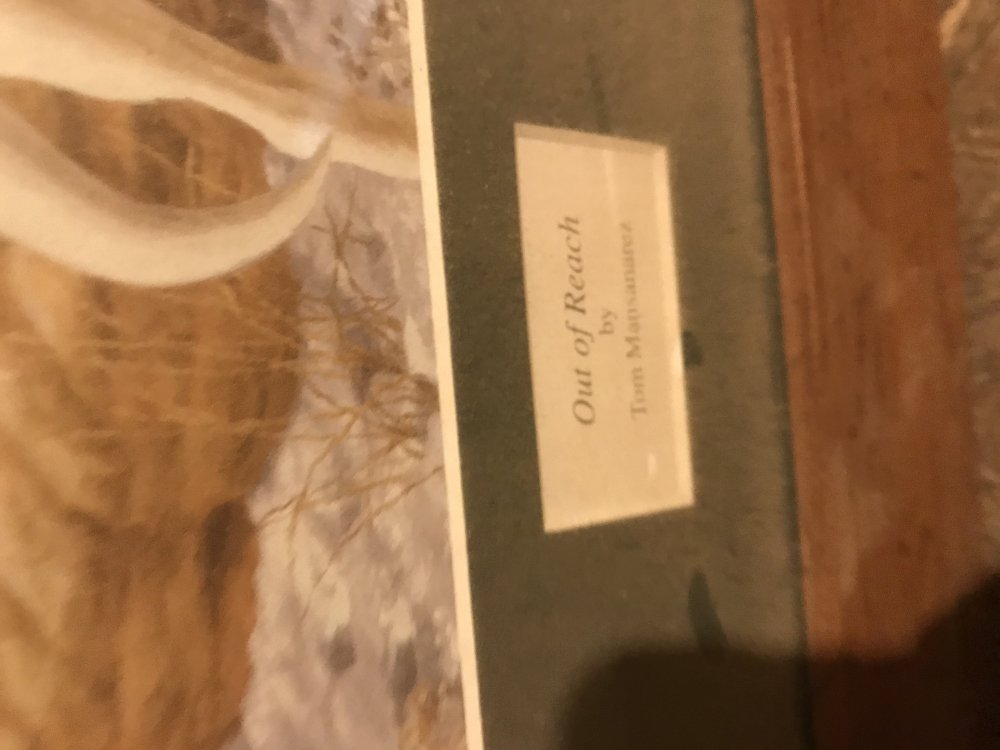 Out of Reach
by
Tom Mansanarez